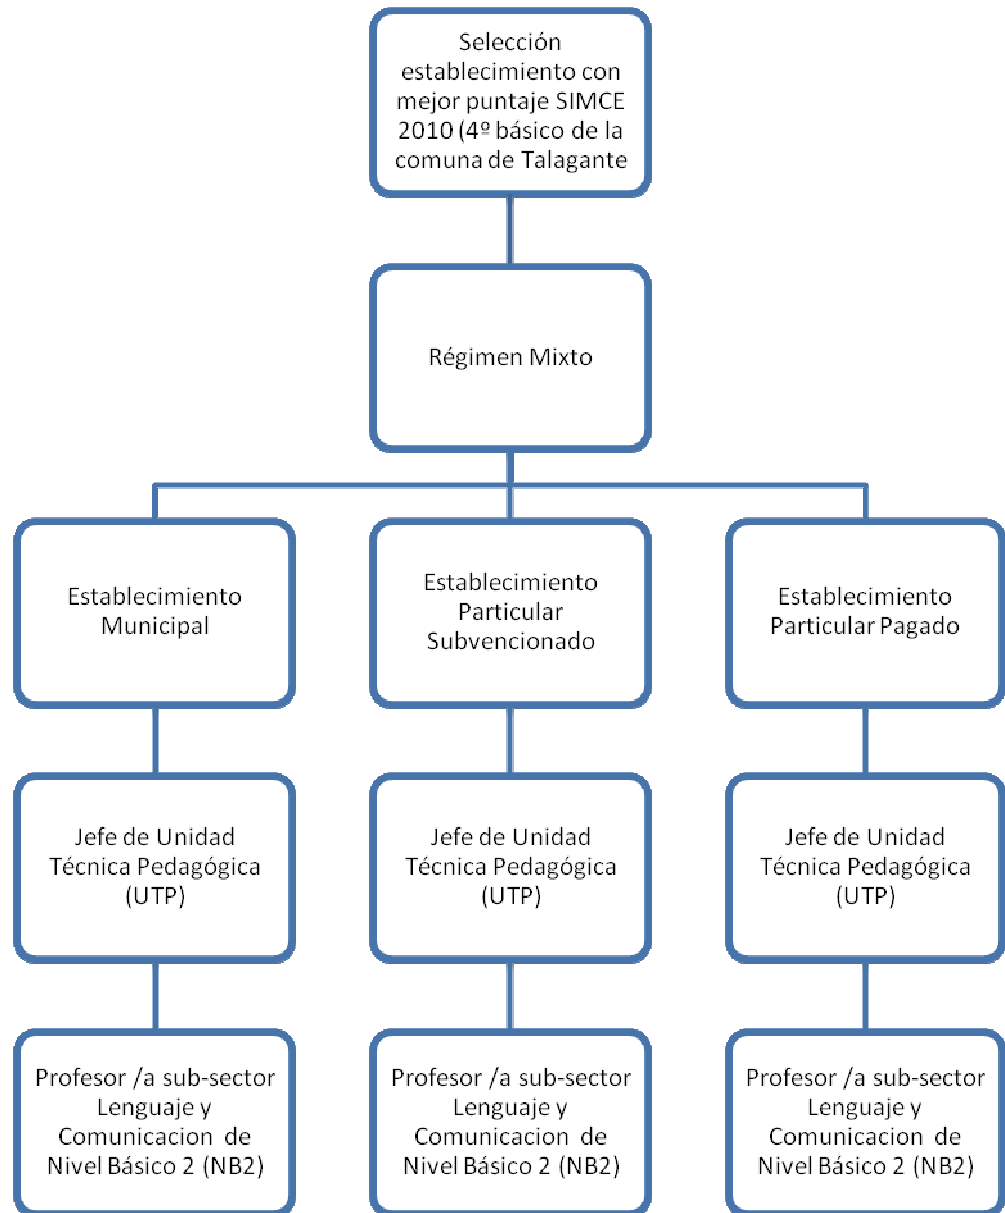 Selección
establecimiento con
mejor puntaje SIMCE
2010 (4º básico de la
comuna de Talagante
Régimen Mixto
Establecimiento
Municipal
Establecimiento
Particular
Subvencionado
Establecimiento
Particular Pagado
Jefe de Unidad
Técnica Pedagógica
(UTP)
Jefe de Unidad
Técnica Pedagógica
(UTP)
Jefe de Unidad
Técnica Pedagógica
(UTP)
Profesor /a sub-sector
Lenguaje y
Comunicacion de
Nivel Básico 2 (NB2)
Profesor /a sub-sector
Lenguaje y
Comunicacion de
Nivel Básico 2 (NB2)
Profesor /a sub-sector
Lenguaje y
Comunicacion de
Nivel Básico 2 (NB2)